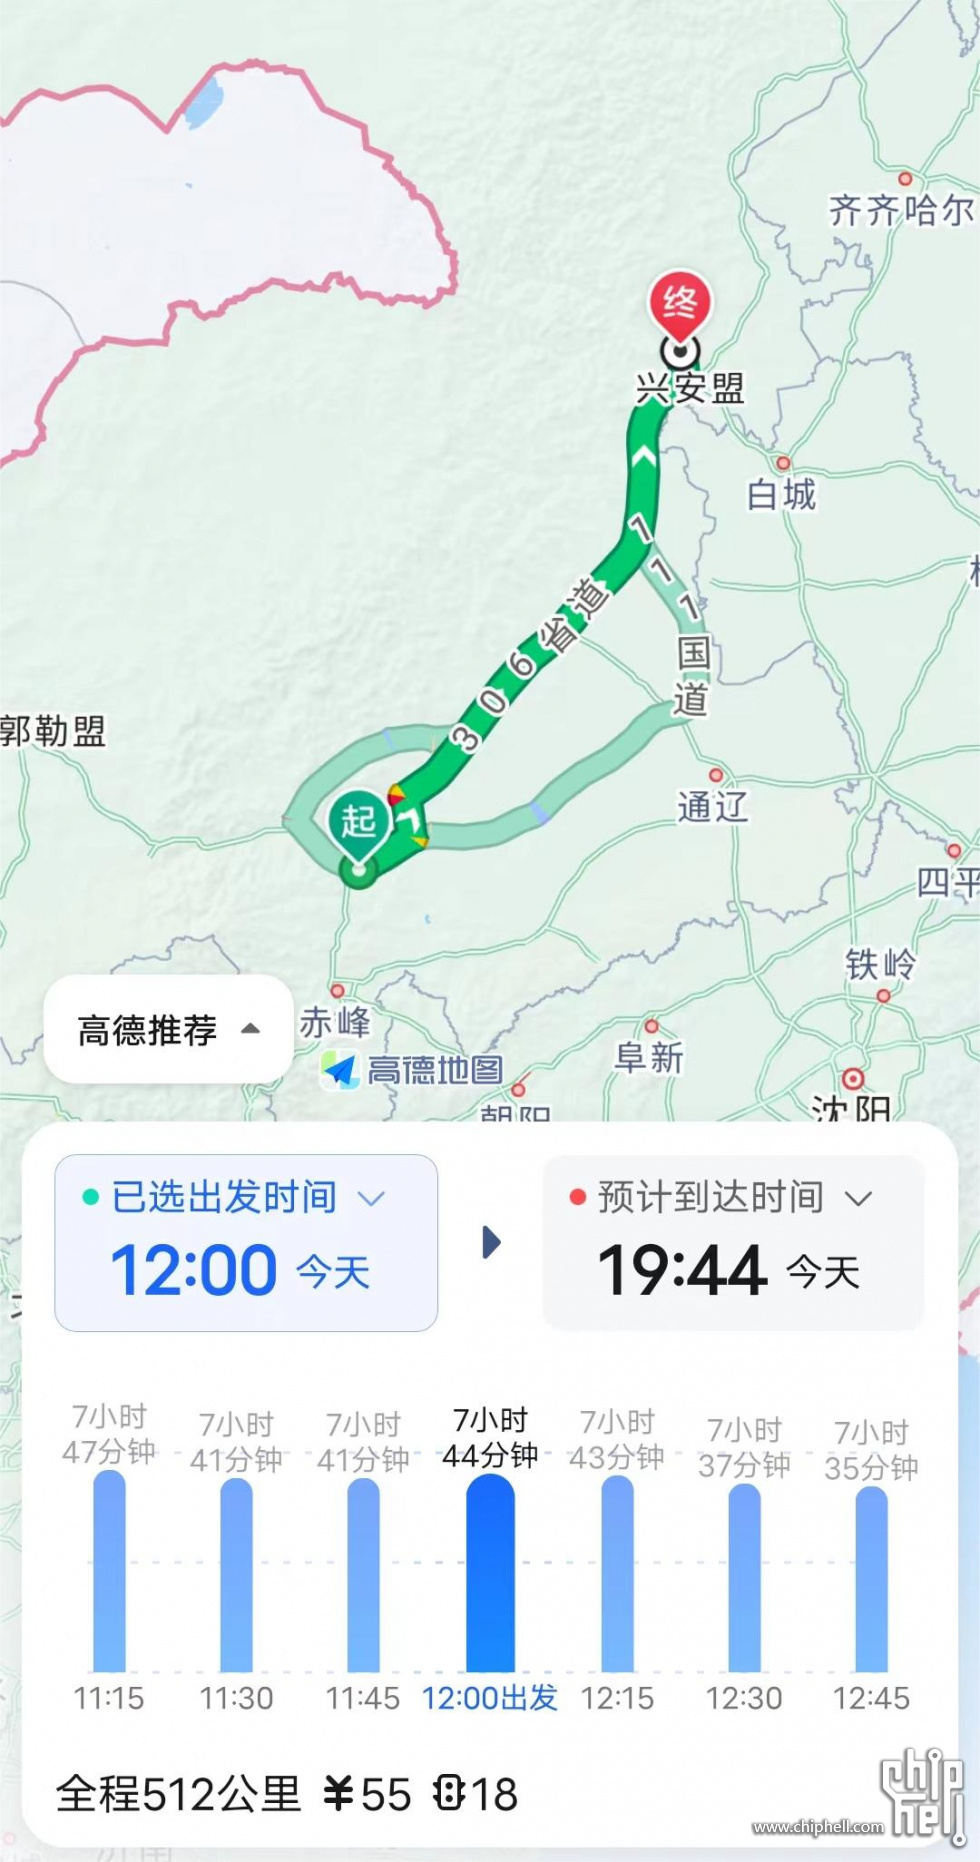 齐齐哈尔
终
兴安盟
白城
111国道
306省道
郭勒盟
起
通辽
四平
铁岭
高德推荐
赤峰
高德地图
阜新
朝阳
沈阳
已选出发时间
12:00 今天
预计到达时间
19:44 今天
7小时
47分钟
7小时
41分钟
7小时
41分钟
7小时
44分钟
7小时
43分钟
7小时
37分钟
7小时
35分钟
11:15
11:30
11:45
12:00出发
12:15
12:30
12:45
全程512公里 ¥55 18
www.chiphell.com
chip
hell